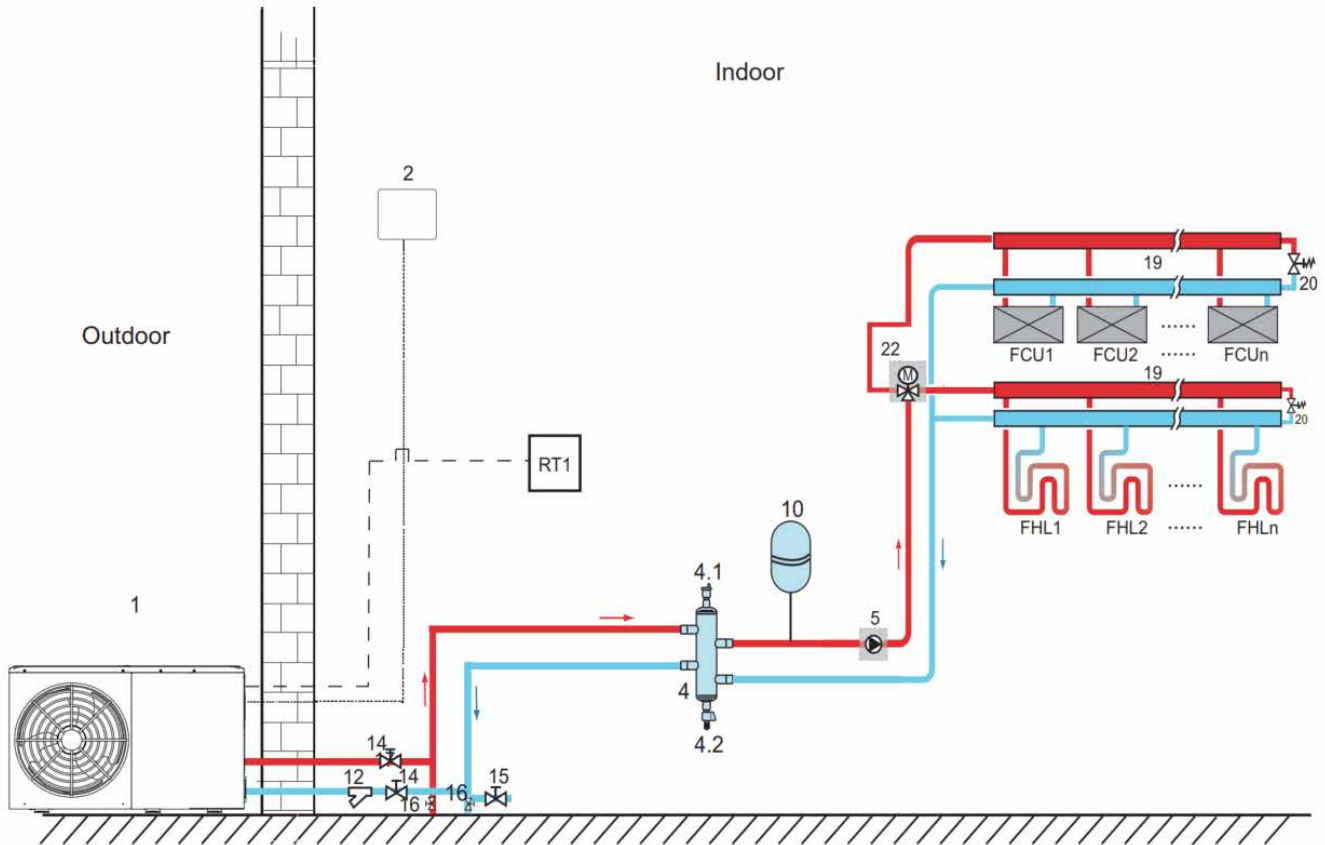 Indoor
2
Outdoor
19
20
22
M
FCU1
FCU2
......
......
FCUn
19
20
RT1
10
......
FHL1
FHL2
......
FHLn
4.1
1
5
4
4.2
14
12
14
15
16
16